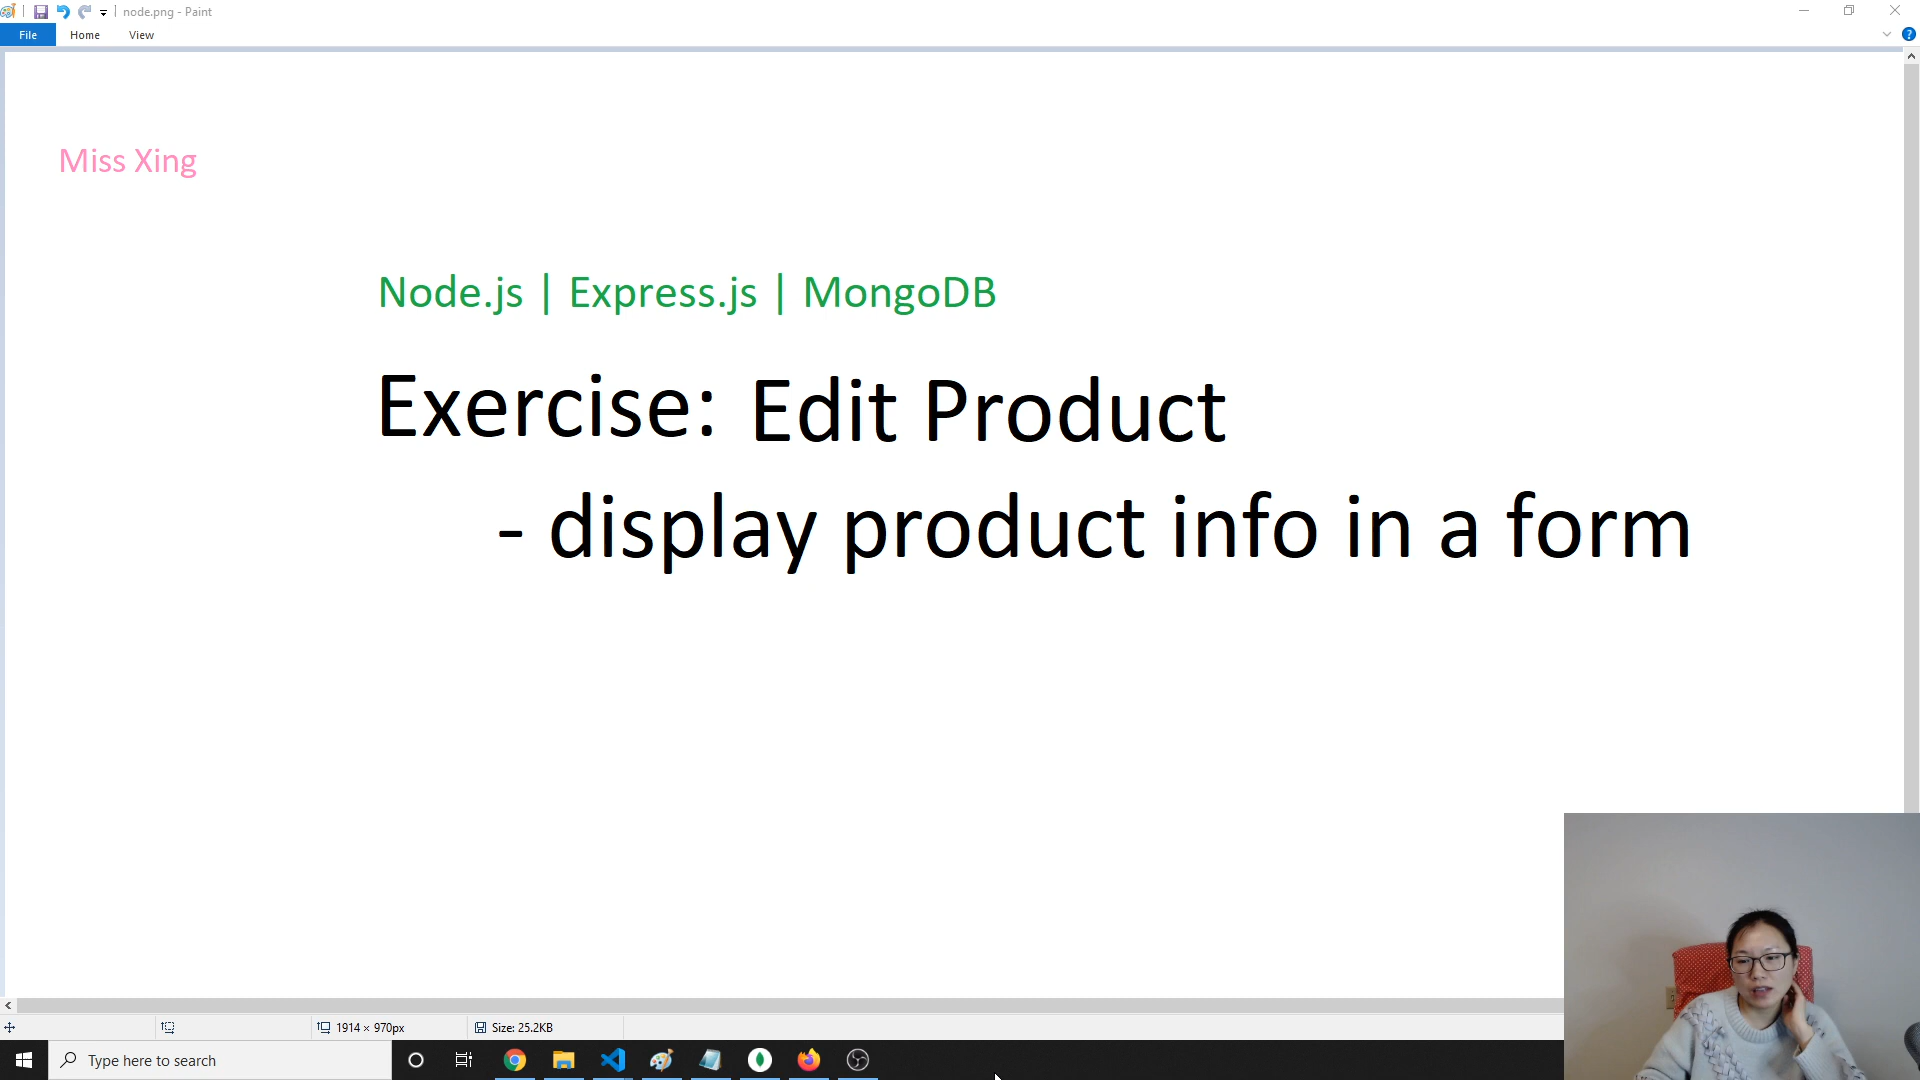 node.png - Paint
File Home View
Miss Xing
Node.js | Express.js | MongoDB
Exercise: Edit Product
- display product info in a form
1914 × 970px Size: 25.2KB
Type here to search